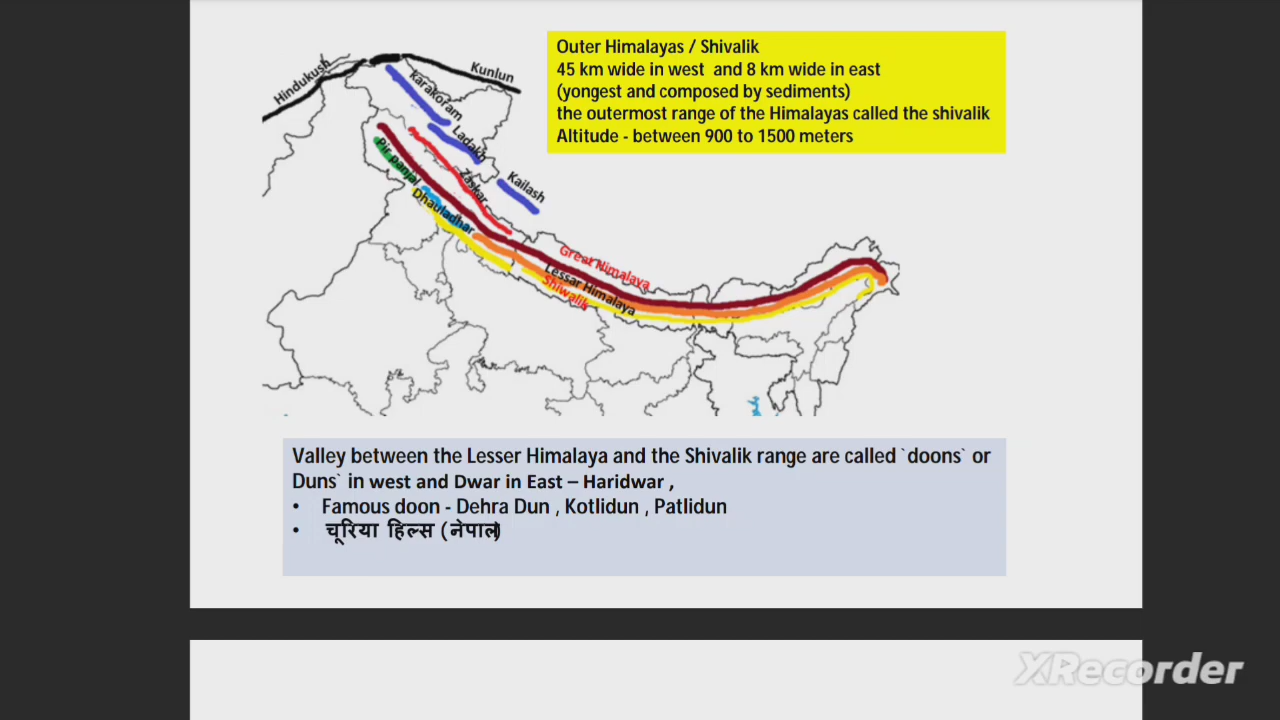 Outer Himalayas / Shivalik
45 km wide in west and 8 km wide in east
(yongest and composed by sediments)
the outermost range of the Himalayas called the shivalik
Altitude - between 900 to 1500 meters
Hindukush
Kunlun
Karakoram
Ladakh
Pir panjal
Zaskar
Kailash
Dhauladhar
Great Himalaya
Lessar Himalaya
Shiwalik
Valley between the Lesser Himalaya and the Shivalik range are called `doons` or
Duns` in west and Dwar in East – Haridwar ,
• Famous doon - Dehra Dun , Kotlidun , Patlidun
• चूरिया हिल्स (नेपाल)
XRecorder